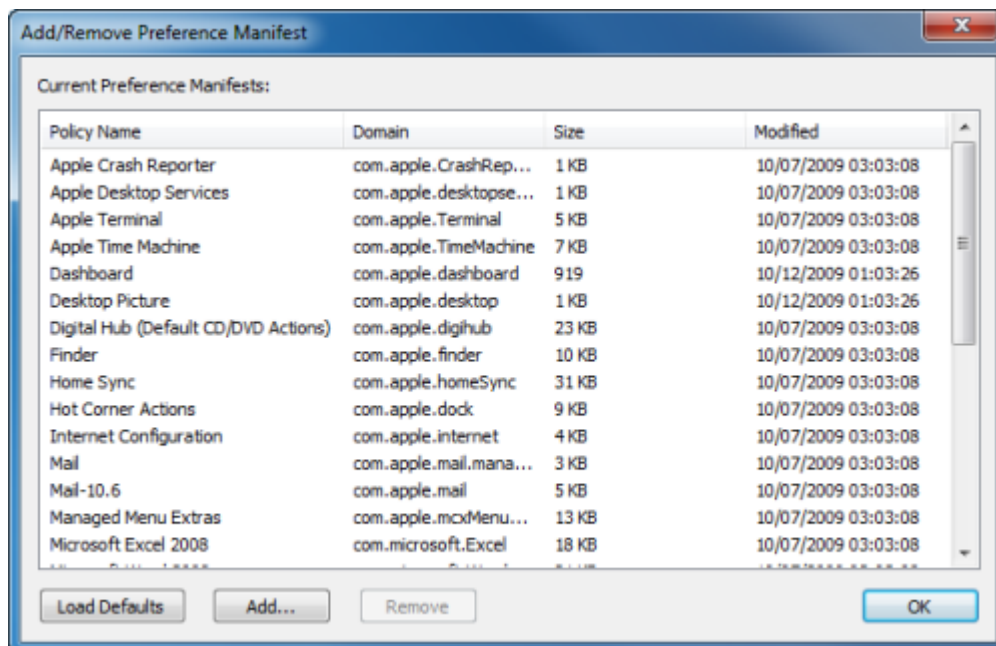 Add/Remove Preference Manifest
Current Preference Manifests:
Policy Name Domain Size Modified
Apple Crash Reporter com.apple.CrashRep... 1 KB 10/07/2009 03:03:08
Apple Desktop Services com.apple.desktopse... 1 KB 10/07/2009 03:03:08
Apple Terminal com.apple.Terminal 5 KB 10/07/2009 03:03:08
Apple Time Machine com.apple.TimeMachine 7 KB 10/07/2009 03:03:08
Dashboard com.apple.dashboard 919 10/12/2009 01:03:26
Desktop Picture com.apple.desktop 1 KB 10/12/2009 01:03:26
Digital Hub (Default CD/DVD Actions) com.apple.digihub 23 KB 10/07/2009 03:03:08
Finder com.apple.finder 10 KB 10/07/2009 03:03:08
Home Sync com.apple.homeSync 31 KB 10/07/2009 03:03:08
Hot Corner Actions com.apple.dock 9 KB 10/07/2009 03:03:08
Internet Configuration com.apple.internet 4 KB 10/07/2009 03:03:08
Mail com.apple.mail.mana... 3 KB 10/07/2009 03:03:08
Mail-10.6 com.apple.mail 5 KB 10/07/2009 03:03:08
Managed Menu Extras com.apple.mcxMenu... 13 KB 10/07/2009 03:03:08
Microsoft Excel 2008 com.microsoft.Excel 18 KB 10/07/2009 03:03:08
Load Defaults Add... Remove OK